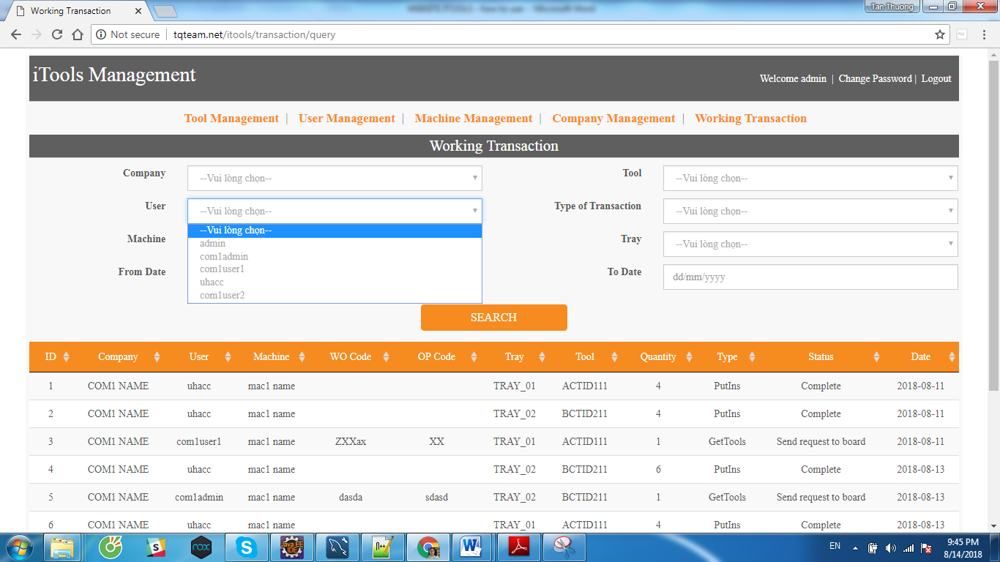 Working Transaction
Tan Thuong
Not secure | tqteam.net/itools/transaction/query
iTools Management
Welcome admin | Change Password | Logout
Tool Management | User Management | Machine Management | Company Management | Working Transaction
Working Transaction
Company --Vui lòng chọn-- Tool --Vui lòng chọn--
User --Vui lòng chọn-- Type of Transaction --Vui lòng chọn--
--Vui lòng chọn--
Machine admin Tray --Vui lòng chọn--
com1admin
From Date com1user1 To Date dd/mm/yyyy
uhacc
com1user2
SEARCH
ID Company User Machine WO Code OP Code Tray Tool Quantity Type Status Date
1 COM1 NAME uhacc mac1 name TRAY_01 ACTID111 4 PutIns Complete 2018-08-11
2 COM1 NAME uhacc mac1 name TRAY_02 BCTID211 4 PutIns Complete 2018-08-11
3 COM1 NAME com1user1 mac1 name ZXXax XX TRAY_01 ACTID111 1 GetTools Send request to board 2018-08-11
4 COM1 NAME uhacc mac1 name TRAY_02 BCTID211 6 PutIns Complete 2018-08-13
5 COM1 NAME com1admin mac1 name dasda sdasd TRAY_02 BCTID211 1 GetTools Send request to board 2018-08-13
6 COM1 NAME uhacc mac1 name TRAY_01 ACTID111 4 PutIns Complete 2018-08-13
EN 9:45 PM
8/14/2018